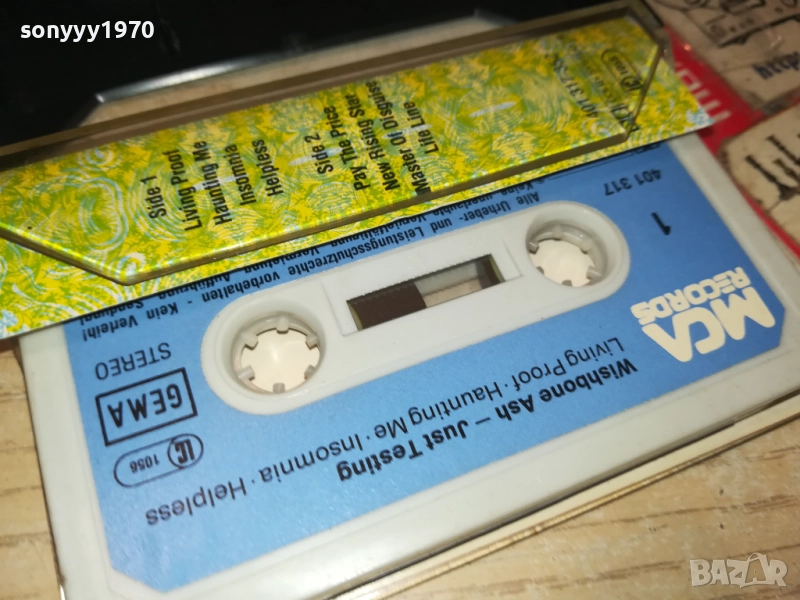 sonyyy1970
Side 1
Living Proof
Haunting Me
Insomnia
Helpless
Side 2
Pay The Price
New Rising Star
Master Of Disguise
Lifeline
401 317
1
MCA
RECORDS
Wishbone Ash — Just Testing
Living Proof · Haunting Me · Insomnia · Helpless
STEREO
GEMA
LC 1056
Alle Urheber- und Leistungsschutzrechte vorbehalten - Kein Verleih!
BAZAR